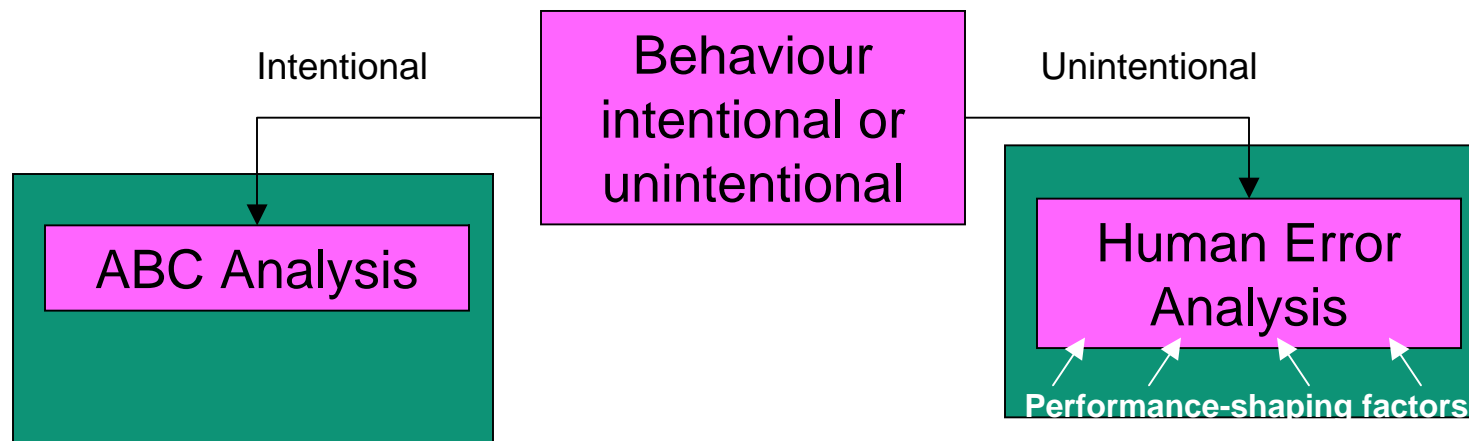 Intentional
Behaviour
intentional or
unintentional
Unintentional
ABC Analysis
Human Error
Analysis
Performance-shaping factors